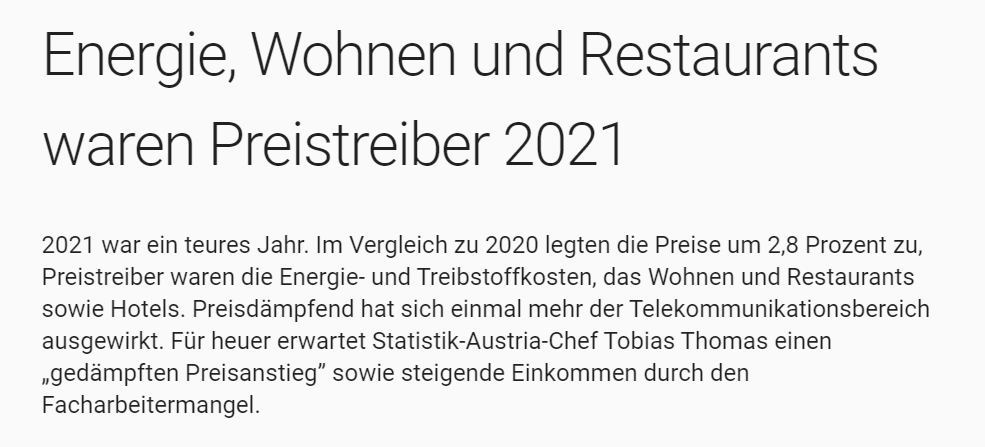 Energie, Wohnen und Restaurants
waren Preistreiber 2021
2021 war ein teures Jahr. Im Vergleich zu 2020 legten die Preise um 2,8 Prozent zu,
Preistreiber waren die Energie- und Treibstoffkosten, das Wohnen und Restaurants
sowie Hotels. Preisdämpfend hat sich einmal mehr der Telekommunikationsbereich
ausgewirkt. Für heuer erwartet Statistik-Austria-Chef Tobias Thomas einen
„gedämpften Preisanstieg” sowie steigende Einkommen durch den
Facharbeitermangel.